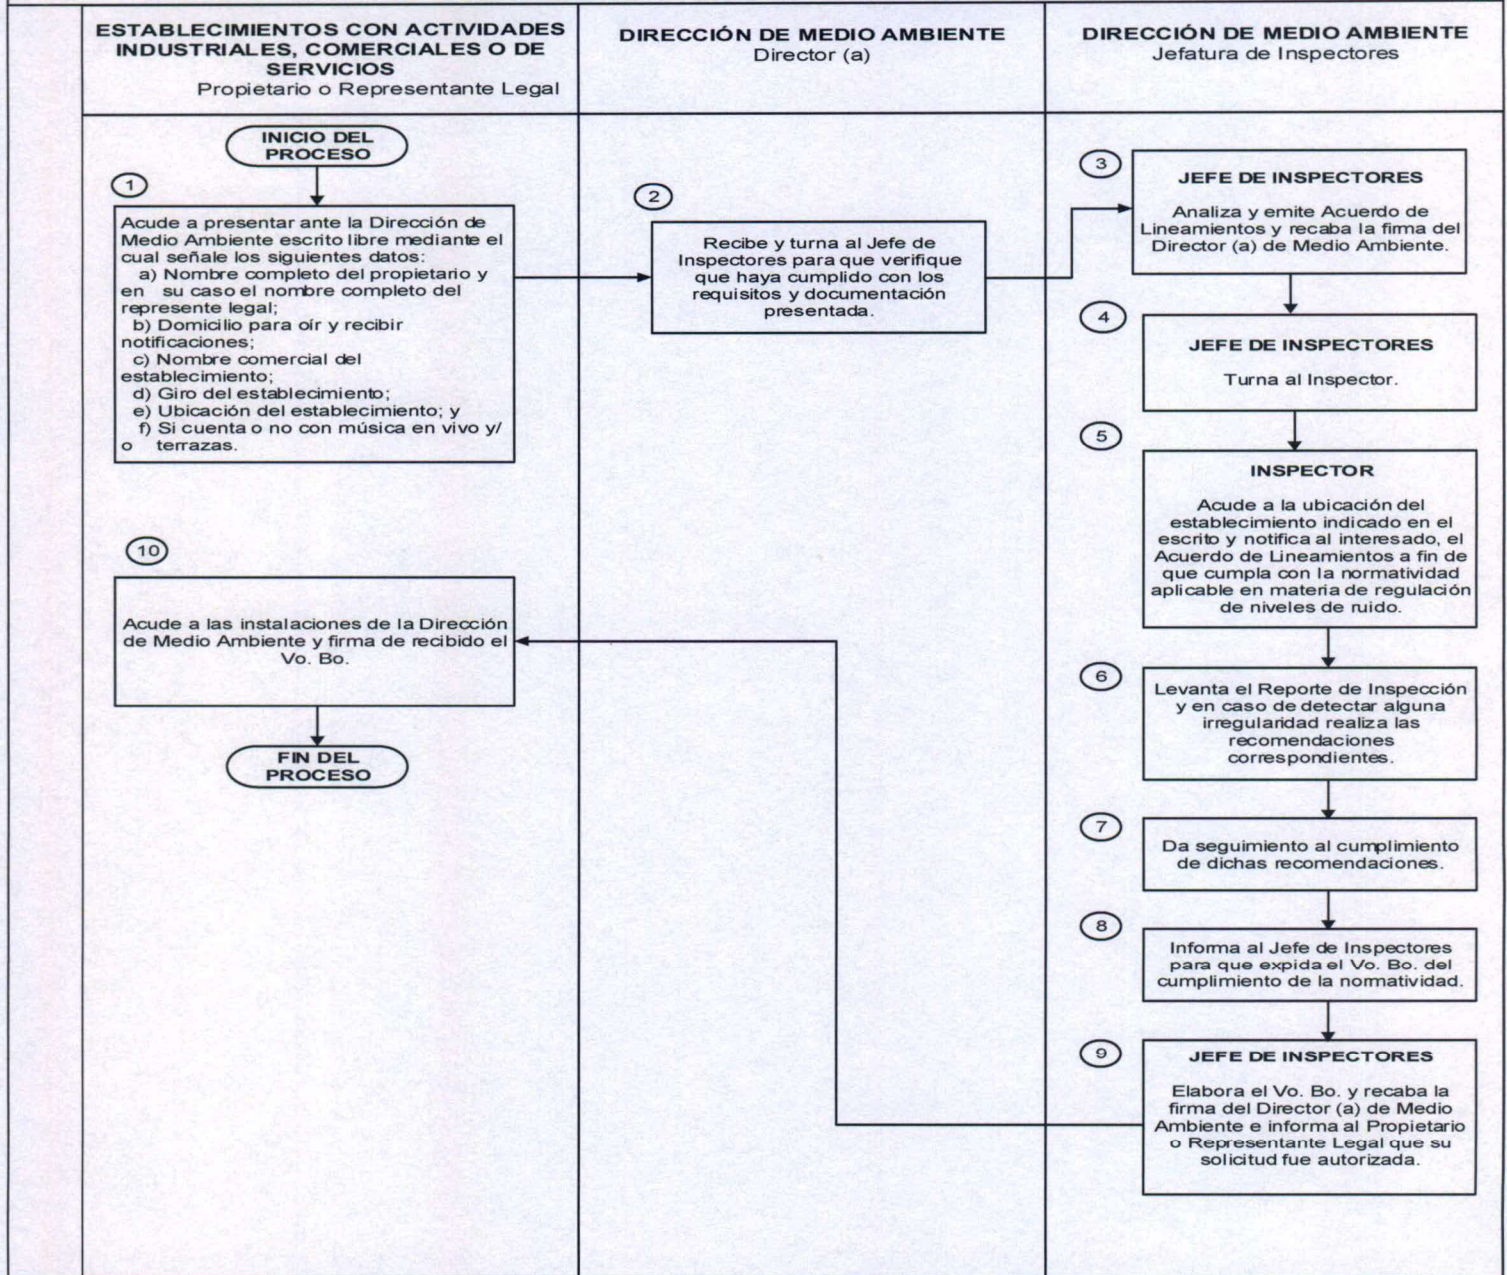 ESTABLECIMIENTOS CON ACTIVIDADES
INDUSTRIALES, COMERCIALES O DE
SERVICIOS
Propietario o Representante Legal
DIRECCIÓN DE MEDIO AMBIENTE
Director (a)
DIRECCIÓN DE MEDIO AMBIENTE
Jefatura de Inspectores
INICIO DEL
PROCESO
1
Acude a presentar ante la Dirección de
Medio Ambiente escrito libre mediante el
cual señale los siguientes datos:
a) Nombre completo del propietario y
en su caso el nombre completo del
represente legal;
b) Domicilio para oír y recibir
notificaciones;
c) Nombre comercial del
establecimiento;
d) Giro del establecimiento;
e) Ubicación del establecimiento; y
f) Si cuenta o no con música en vivo y/
o terrazas.
2
Recibe y turna al Jefe de
Inspectores para que verifique
que haya cumplido con los
requisitos y documentación
presentada.
3
JEFE DE INSPECTORES
Analiza y emite Acuerdo de
Lineamientos y recaba la firma del
Director (a) de Medio Ambiente.
4
JEFE DE INSPECTORES
Turna al Inspector.
5
INSPECTOR
Acude a la ubicación del
establecimiento indicado en el
escrito y notifica al interesado, el
Acuerdo de Lineamientos a fin de
que cumpla con la normatividad
aplicable en materia de regulación
de niveles de ruido.
6
Levanta el Reporte de Inspección
y en caso de detectar alguna
irregularidad realiza las
recomendaciones
correspondientes.
7
Da seguimiento al cumplimiento
de dichas recomendaciones.
8
Informa al Jefe de Inspectores
para que expida el Vo. Bo. del
cumplimiento de la normatividad.
9
JEFE DE INSPECTORES
Elabora el Vo. Bo. y recaba la
firma del Director (a) de Medio
Ambiente e informa al Propietario
o Representante Legal que su
solicitud fue autorizada.
10
Acude a las instalaciones de la Dirección
de Medio Ambiente y firma de recibido el
Vo. Bo.
FIN DEL
PROCESO